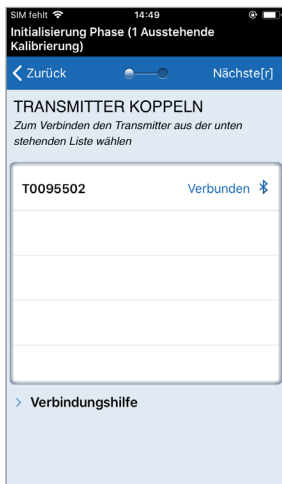 SIM fehlt 14:49
Initialisierung Phase (1 Ausstehende
Kalibrierung)
Zurück Nächste[r]
TRANSMITTER KOPPELN
Zum Verbinden den Transmitter aus der unten
stehenden Liste wählen
T0095502 Verbunden
Verbindungshilfe